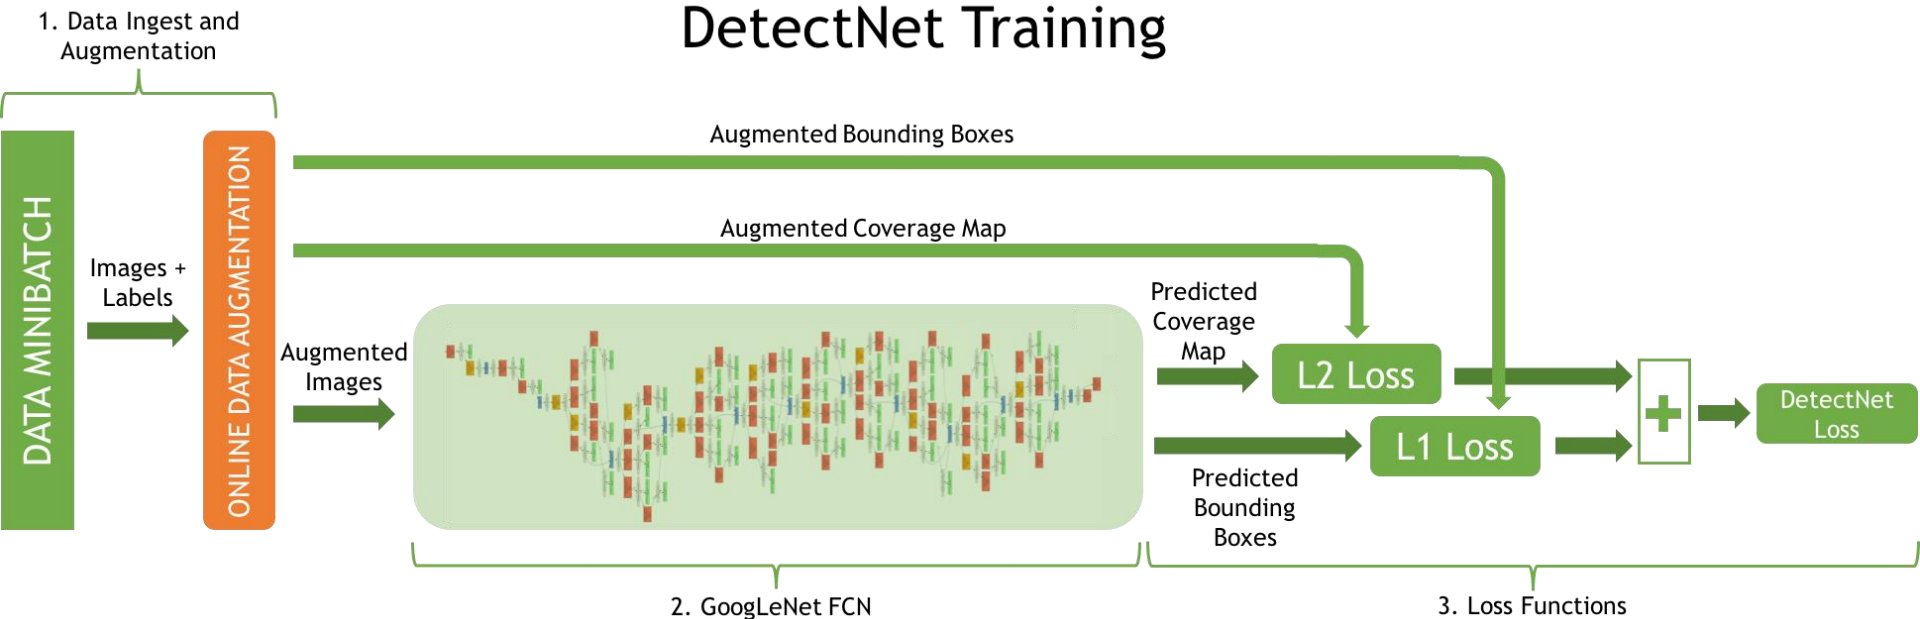 DetectNet Training
1. Data Ingest and
Augmentation
DATA MINIBATCH
Images +
Labels
ONLINE DATA AUGMENTATION
Augmented Bounding Boxes
Augmented Coverage Map
Augmented
Images
Predicted
Coverage
Map
L2 Loss
L1 Loss
Predicted
Bounding
Boxes
+
DetectNet
Loss
2. GoogLeNet FCN
3. Loss Functions